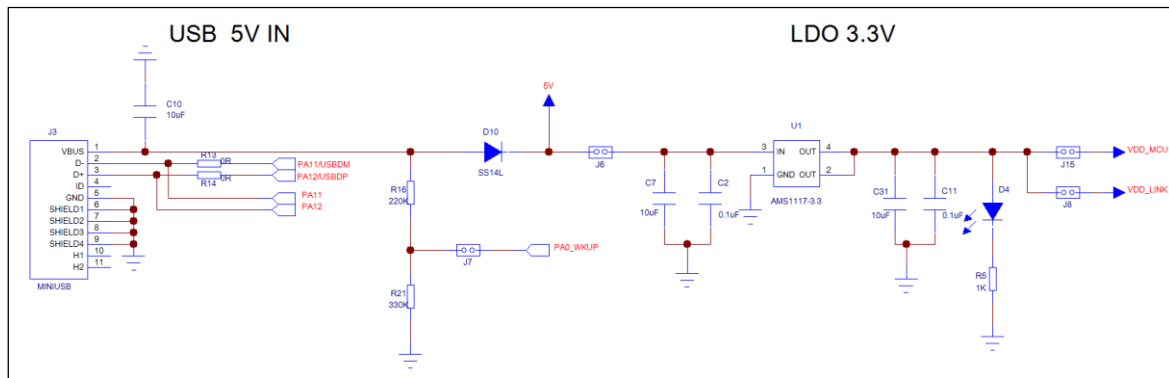 USB 5V IN
LDO 3.3V
C10
10uF
J3
VBUS 1
D- 2
D+ 3
ID 4
GND 5
SHIELD1 6
SHIELD2 7
SHIELD3 8
SHIELD4 9
H1 10
H2 11
MINIUSB
R13 0R
R14 0R
PA11/USBDM
PA12/USBDP
PA11
PA12
R16
220K
R21
330K
J7
PA0_WKUP
D10
SS14L
5V
J6
C7
10uF
C2
0.1uF
U1
3 IN OUT 4
1 GND OUT 2
AMS1117-3.3
C31
10uF
C11
0.1uF
D4
R5
1K
J15
VDD_MCU
J8
VDD_LINK